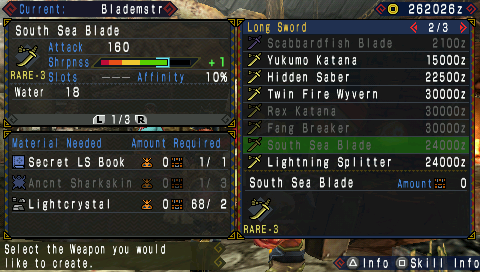 Current: Blademstr
262026z
South Sea Blade
Attack 160
Shrpnss +1
RARE-3 Slots --- Affinity 10%
Water 18
L 1/3 R
Material Needed Amount Required
Secret LS Book 0 1/ 1
Ancnt Sharkskin 0 1/ 3
Lightcrystal 0 68/ 2
Select the Weapon you would
like to create.
Long Sword 2/3
Scabbardfish Blade 2100z
Yukumo Katana 15000z
Hidden Saber 22500z
Twin Fire Wyvern 30000z
Rex Katana 30000z
Fang Breaker 30000z
South Sea Blade 24000z
Lightning Splitter 24000z
South Sea Blade Amount 0
RARE-3
Info Skill Info